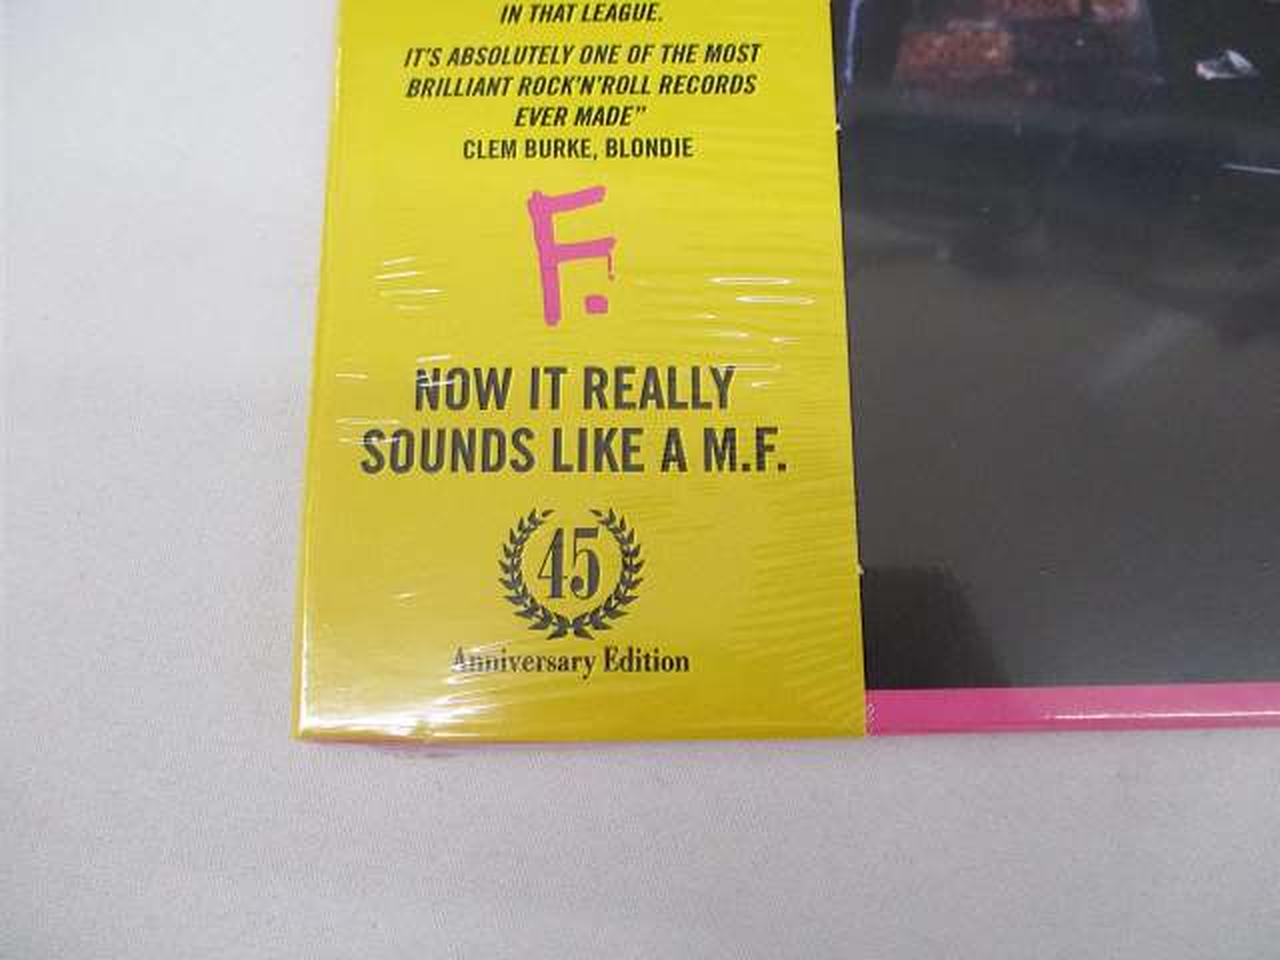 IN THAT LEAGUE.
IT'S ABSOLUTELY ONE OF THE MOST
BRILLIANT ROCK'N'ROLL RECORDS
EVER MADE”
CLEM BURKE, BLONDIE
F.
NOW IT REALLY
SOUNDS LIKE A M.F.
45
Anniversary Edition